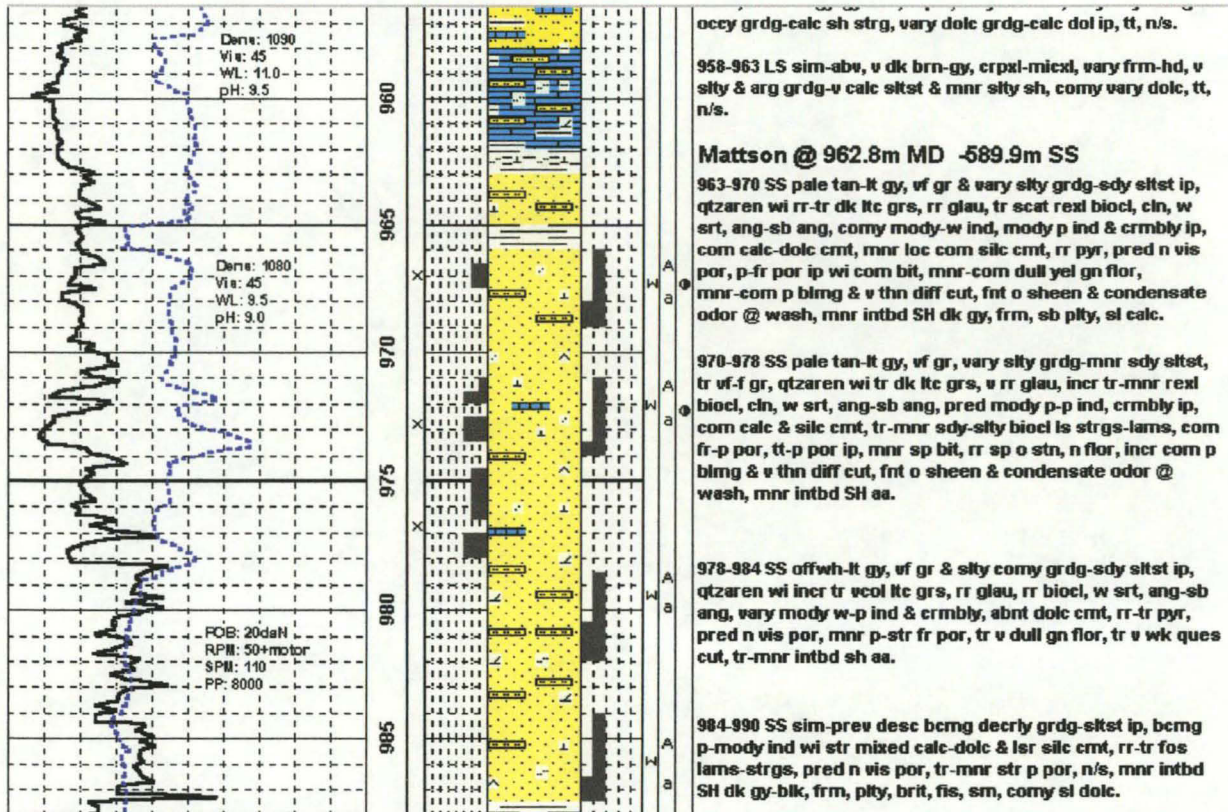 occy grdg-calc sh strg, vary dolc grdg-calc dol ip, tt, n/s.
Dens: 1090
Vis: 45
WL: 11.0
pH: 9.5
958-963 LS sim-abv, v dk brn-gy, crpxl-micxl, vary frm-hd, v
slty & arg grdg-v calc sltst & mnr slty sh, comy vary dolc, tt,
n/s.
960
Mattson @ 962.8m MD -589.9m SS
963-970 SS pale tan-lt gy, vf gr & vary slty grdg-sdy sltst ip,
qtzaren wi rr-tr dk ltc grs, rr glau, tr scat rexl biocl, cln, w
srt, ang-sb ang, comy mody-w ind, mody p ind & crmbly ip,
com calc-dolc cmt, mnr loc com silc cmt, rr pyr, pred n vis
por, p-fr por ip wi com bit, mnr-com dull yel gn flor,
mnr-com p blmg & v thn diff cut, fnt o sheen & condensate
odor @ wash, mnr intbd SH dk gy, frm, sb plty, sl calc.
965
Dens: 1080
Vis: 45
WL: 9.5
pH: 9.0
X
A
M
a
970
970-978 SS pale tan-lt gy, vf gr, vary slty grdg-mnr sdy sltst,
tr vf-f gr, qtzaren wi tr dk ltc grs, v rr glau, incr tr-mnr rexl
biocl, cln, w srt, ang-sb ang, pred mody p-p ind, crmbly ip,
com calc & silc cmt, tr-mnr sdy-slty biocl ls strgs-lams, com
fr-p por, tt-p por ip, mnr sp bit, rr sp o stn, n flor, incr com p
blmg & v thn diff cut, fnt o sheen & condensate odor @
wash, mnr intbd SH aa.
X
A
M
a
975
X
978-984 SS offwh-lt gy, vf gr & slty comy grdg-sdy sltst ip,
qtzaren wi incr tr vcol ltc grs, rr glau, rr biocl, w srt, ang-sb
ang, vary mody w-p ind & crmbly, abnt dolc cmt, rr-tr pyr,
pred n vis por, mnr p-str fr por, tr v dull gn flor, tr v wk ques
cut, tr-mnr intbd sh aa.
980
FOB: 20daN
RPM: 50+motor
SPM: 110
PP: 8000
A
M
a
984-990 SS sim-prev desc bcmg decrly grdg-sltst ip, bcmg
p-mody ind wi str mixed calc-dolc & lsr silc cmt, rr-tr fos
lams-strgs, pred n vis por, tr-mnr str p por, n/s, mnr intbd
SH dk gy-blk, frm, plty, brit, fis, sm, comy sl dolc.
985
A
M
a